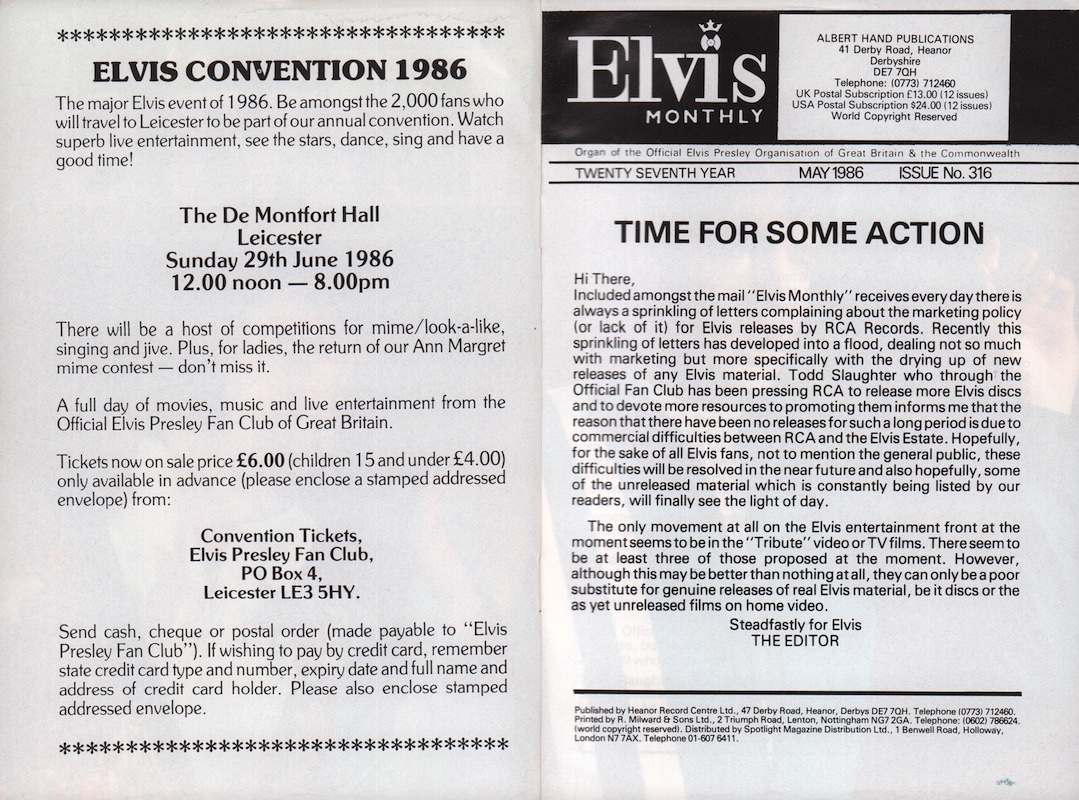 **********************************
ELVIS CONVENTION 1986
The major Elvis event of 1986. Be amongst the 2,000 fans who
will travel to Leicester to be part of our annual convention. Watch
superb live entertainment, see the stars, dance, sing and have a
good time!
The De Montfort Hall
Leicester
Sunday 29th June 1986
12.00 noon — 8.00pm
There will be a host of competitions for mime/look-a-like,
singing and jive. Plus, for ladies, the return of our Ann Margret
mime contest — don't miss it.
A full day of movies, music and live entertainment from the
Official Elvis Presley Fan Club of Great Britain.
Tickets now on sale price £6.00 (children 15 and under £4.00)
only available in advance (please enclose a stamped addressed
envelope) from:
Convention Tickets,
Elvis Presley Fan Club,
PO Box 4,
Leicester LE3 5HY.
Send cash, cheque or postal order (made payable to "Elvis
Presley Fan Club"). If wishing to pay by credit card, remember
state credit card type and number, expiry date and full name and
address of credit card holder. Please also enclose stamped
addressed envelope.
**********************************
Elvis
MONTHLY
ALBERT HAND PUBLICATIONS
41 Derby Road, Heanor
Derbyshire
DE7 7QH
Telephone: (0773) 712460
UK Postal Subscription £13.00 (12 issues)
USA Postal Subscription $24.00 (12 issues)
World Copyright Reserved
Organ of the Official Elvis Presley Organisation of Great Britain & the Commonwealth
TWENTY SEVENTH YEAR MAY 1986 ISSUE No. 316
TIME FOR SOME ACTION
Hi There,
Included amongst the mail "Elvis Monthly" receives every day there is
always a sprinkling of letters complaining about the marketing policy
(or lack of it) for Elvis releases by RCA Records. Recently this
sprinkling of letters has developed into a flood, dealing not so much
with marketing but more specifically with the drying up of new
releases of any Elvis material. Todd Slaughter who through the
Official Fan Club has been pressing RCA to release more Elvis discs
and to devote more resources to promoting them informs me that the
reason that there have been no releases for such a long period is due to
commercial difficulties between RCA and the Elvis Estate. Hopefully,
for the sake of all Elvis fans, not to mention the general public, these
difficulties will be resolved in the near future and also hopefully, some
of the unreleased material which is constantly being listed by our
readers, will finally see the light of day.
The only movement at all on the Elvis entertainment front at the
moment seems to be in the "Tribute" video or TV films. There seem to
be at least three of those proposed at the moment. However,
although this may be better than nothing at all, they can only be a poor
substitute for genuine releases of real Elvis material, be it discs or the
as yet unreleased films on home video.
Steadfastly for Elvis
THE EDITOR
Published by Heanor Record Centre Ltd., 47 Derby Road, Heanor, Derbys DE7 7QH. Telephone (0773) 712460.
Printed by R. Milward & Sons Ltd., 2 Triumph Road, Lenton, Nottingham NG7 2GA. Telephone: (0602) 786624.
(world copyright reserved). Distributed by Spotlight Magazine Distribution Ltd., 1 Benwell Road, Holloway,
London N7 7AX. Telephone 01-607 6411.